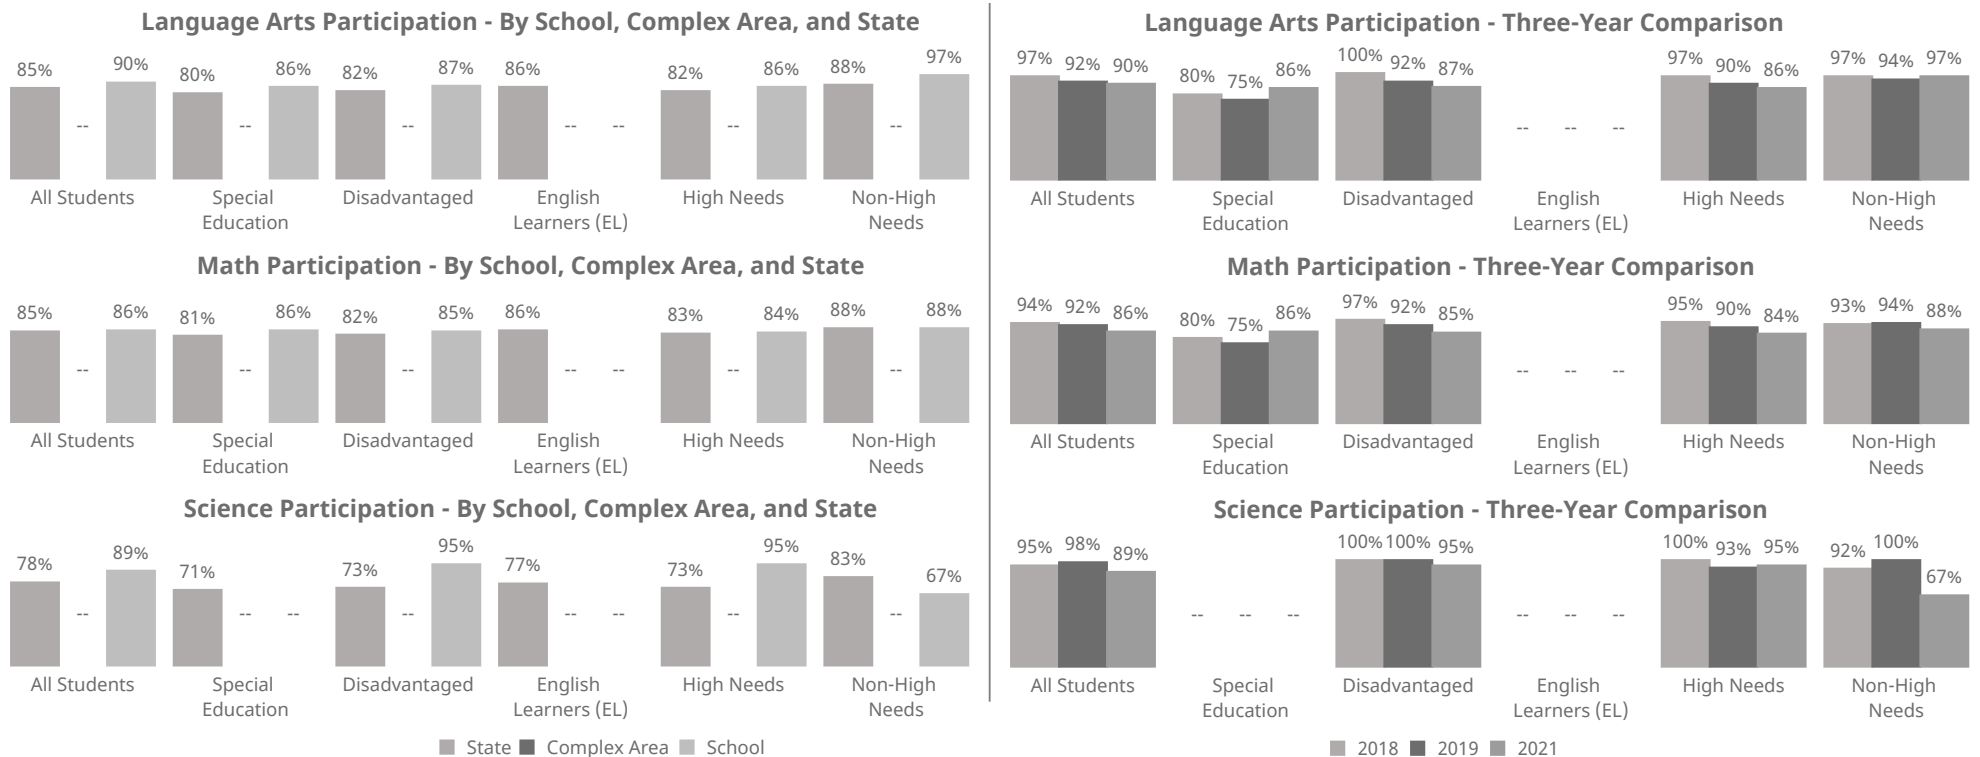 Language Arts Participation - By School, Complex Area, and State
85% -- 90% 80% -- 86% 82% -- 87% 86% -- -- 82% -- 86% 88% -- 97%
All Students Special Education Disadvantaged English Learners (EL) High Needs Non-High Needs
Math Participation - By School, Complex Area, and State
85% -- 86% 81% -- 86% 82% -- 85% 86% -- -- 83% -- 84% 88% -- 88%
All Students Special Education Disadvantaged English Learners (EL) High Needs Non-High Needs
Science Participation - By School, Complex Area, and State
78% -- 89% 71% -- -- 73% -- 95% 77% -- -- 73% -- 95% 83% -- 67%
All Students Special Education Disadvantaged English Learners (EL) High Needs Non-High Needs
State Complex Area School
Language Arts Participation - Three-Year Comparison
97% 92% 90% 80% 75% 86% 100% 92% 87% -- -- -- 97% 90% 86% 97% 94% 97%
All Students Special Education Disadvantaged English Learners (EL) High Needs Non-High Needs
Math Participation - Three-Year Comparison
94% 92% 86% 80% 75% 86% 97% 92% 85% -- -- -- 95% 90% 84% 93% 94% 88%
All Students Special Education Disadvantaged English Learners (EL) High Needs Non-High Needs
Science Participation - Three-Year Comparison
95% 98% 89% -- -- -- 100% 100% 95% -- -- -- 100% 93% 95% 92% 100% 67%
All Students Special Education Disadvantaged English Learners (EL) High Needs Non-High Needs
2018 2019 2021